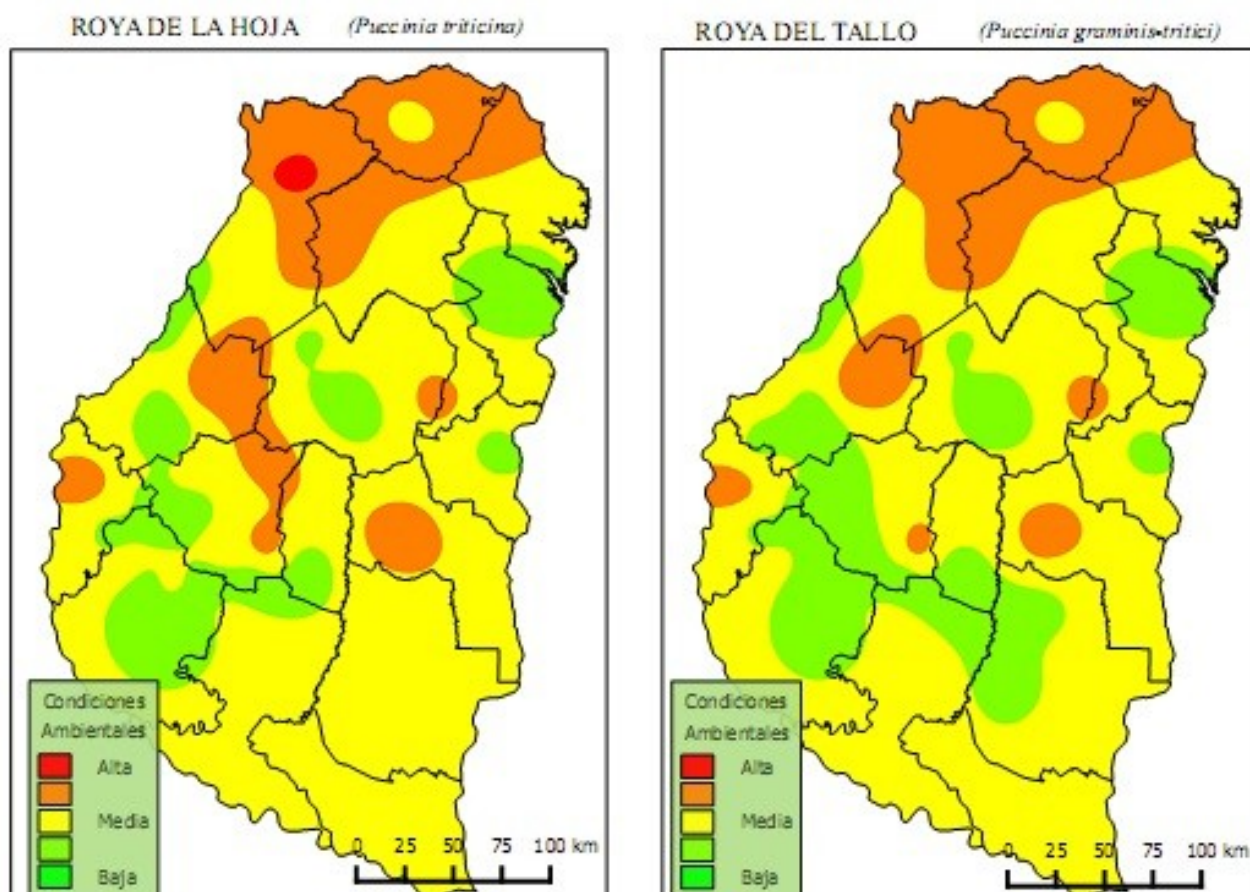 ROYA DE LA HOJA (Puccinia triticina)
Condiciones
Ambientales
Alta
Media
Baja
0 25 50 75 100 km
ROYA DEL TALLO (Puccinia graminis-tritici)
Condiciones
Ambientales
Alta
Media
Baja
0 25 50 75 100 km